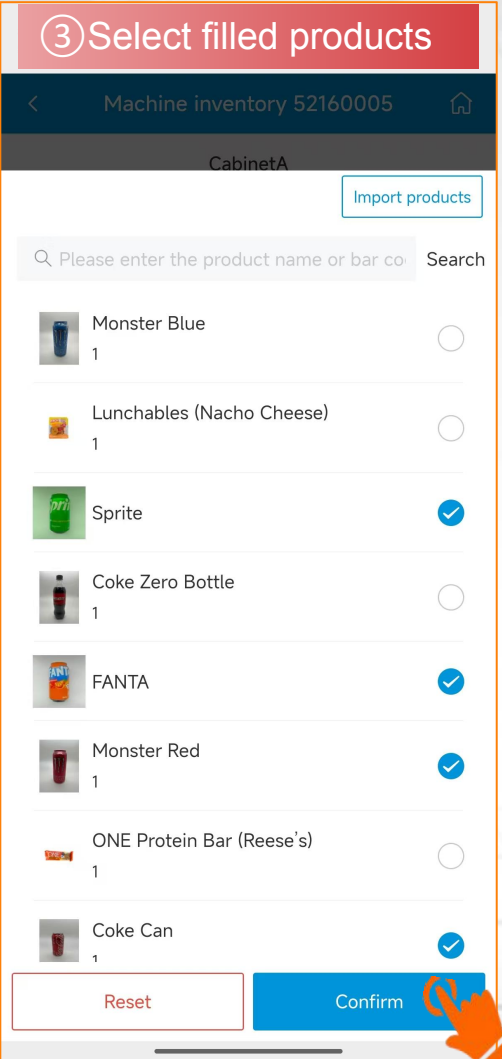 ③Select filled products
Machine inventory 52160005
CabinetA
Import products
Please enter the product name or bar co
Search
Monster Blue
1
Lunchables (Nacho Cheese)
1
Sprite
Coke Zero Bottle
1
FANTA
Monster Red
1
ONE Protein Bar (Reese's)
1
Coke Can
1
Reset
Confirm